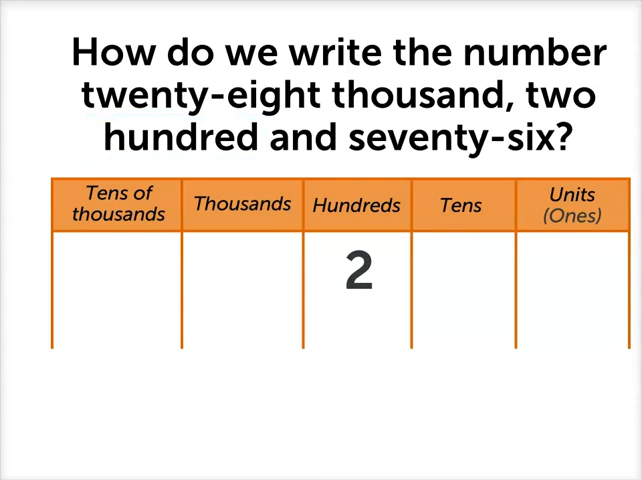 How do we write the number
twenty-eight thousand, two
hundred and seventy-six?
Tens of thousands Thousands Hundreds Tens Units (Ones)
2